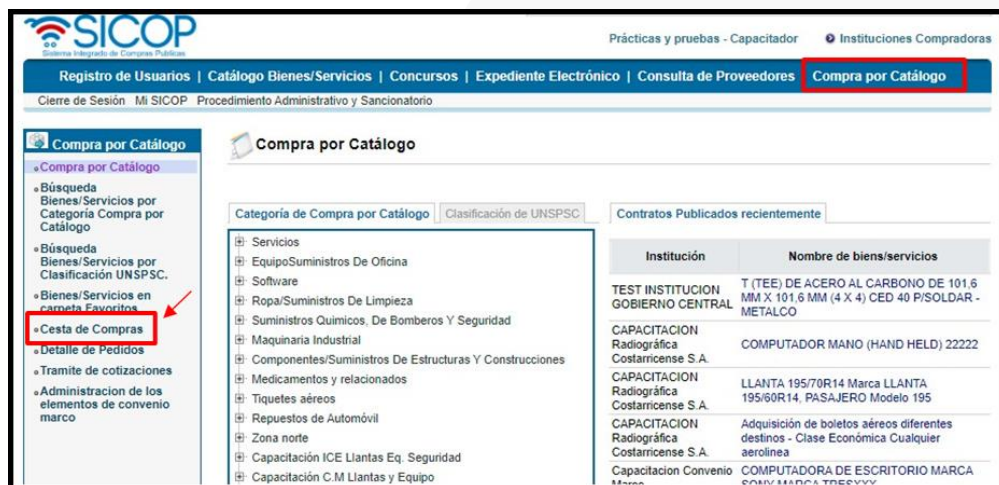 SICOP
Sistema Integrado de Compras Publicas
Prácticas y pruebas - Capacitador Instituciones Compradoras
Registro de Usuarios | Catálogo Bienes/Servicios | Concursos | Expediente Electrónico | Consulta de Proveedores Compra por Catálogo
Cierre de Sesión Mi SICOP Procedimiento Administrativo y Sancionatorio
Compra por Catálogo
Compra por Catálogo
Búsqueda
Bienes/Servicios por
Categoría Compra por
Catálogo
Búsqueda
Bienes/Servicios por
Clasificación UNSPSC.
Bienes/Servicios en
carpeta Favoritos
Cesta de Compras
Detalle de Pedidos
Tramite de cotizaciones
Administracion de los
elementos de convenio
marco
Compra por Catálogo
Categoría de Compra por Catálogo Clasificación de UNSPSC
Servicios
EquipoSuministros De Oficina
Software
Ropa/Suministros De Limpieza
Suministros Quimicos, De Bomberos Y Seguridad
Maquinaria Industrial
Componentes/Suministros De Estructuras Y Construcciones
Medicamentos y relacionados
Tiquetes aéreos
Repuestos de Automóvil
Zona norte
Capacitación ICE Llantas Eq. Seguridad
Capacitación C.M Llantas y Equipo
Contratos Publicados recientemente
Institución Nombre de biens/servicios
TEST INSTITUCION
GOBIERNO CENTRAL
T (TEE) DE ACERO AL CARBONO DE 101,6
MM X 101,6 MM (4 X 4) CED 40 P/SOLDAR -
METALCO
CAPACITACION
Radiográfica
Costarricense S.A.
COMPUTADOR MANO (HAND HELD) 22222
CAPACITACION
Radiográfica
Costarricense S.A.
LLANTA 195/70R14 Marca LLANTA
195/60R14, PASAJERO Modelo 195
CAPACITACION
Radiográfica
Costarricense S.A.
Adquisición de boletos aéreos diferentes
destinos - Clase Económica Cualquier
aerolinea
Capacitacion Convenio
Marco
COMPUTADORA DE ESCRITORIO MARCA
SONY MARCA TRESXXX